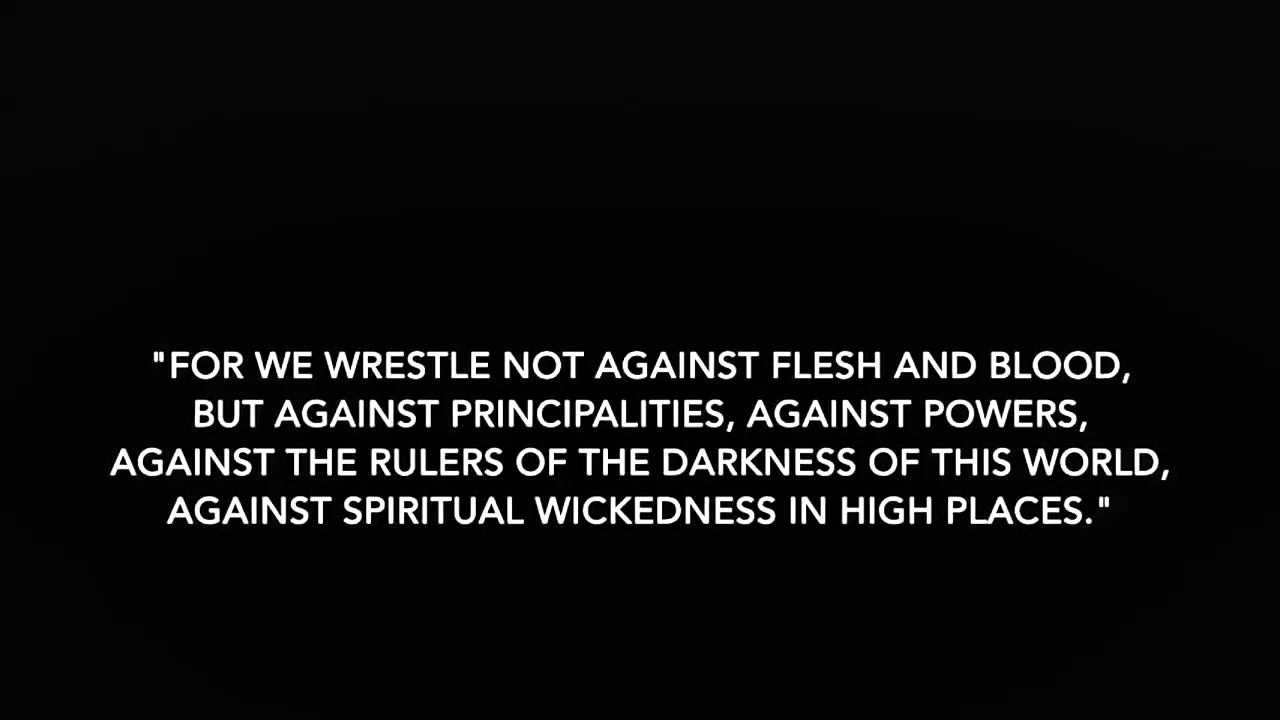 "FOR WE WRESTLE NOT AGAINST FLESH AND BLOOD,
BUT AGAINST PRINCIPALITIES, AGAINST POWERS,
AGAINST THE RULERS OF THE DARKNESS OF THIS WORLD,
AGAINST SPIRITUAL WICKEDNESS IN HIGH PLACES."